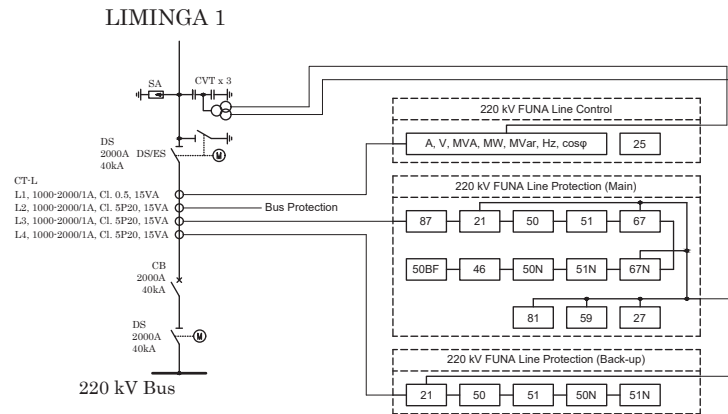 LIMINGA 1
SA
CVT x 3
DS
2000A
40kA
DS/ES
M
CT-L
L1, 1000-2000/1A, Cl. 0.5, 15VA
L2, 1000-2000/1A, Cl. 5P20, 15VA
L3, 1000-2000/1A, Cl. 5P20, 15VA
L4, 1000-2000/1A, Cl. 5P20, 15VA
Bus Protection
CB
2000A
40kA
DS
2000A
40kA
M
220 kV Bus
220 kV FUNA Line Control
A, V, MVA, MW, MVar, Hz, cosφ
25
220 kV FUNA Line Protection (Main)
87 21 50 51 67
50BF 46 50N 51N 67N
81 59 27
220 kV FUNA Line Protection (Back-up)
21 50 51 50N 51N